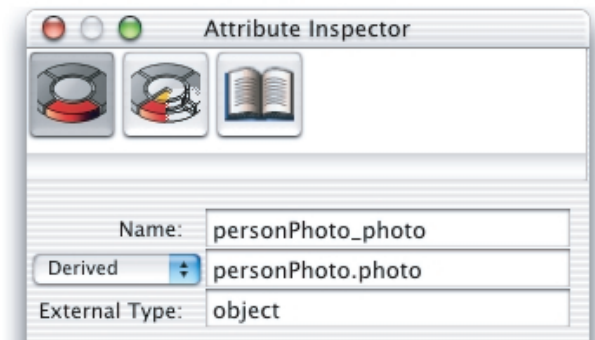 Attribute Inspector
Name: personPhoto_photo
Derived personPhoto.photo
External Type: object